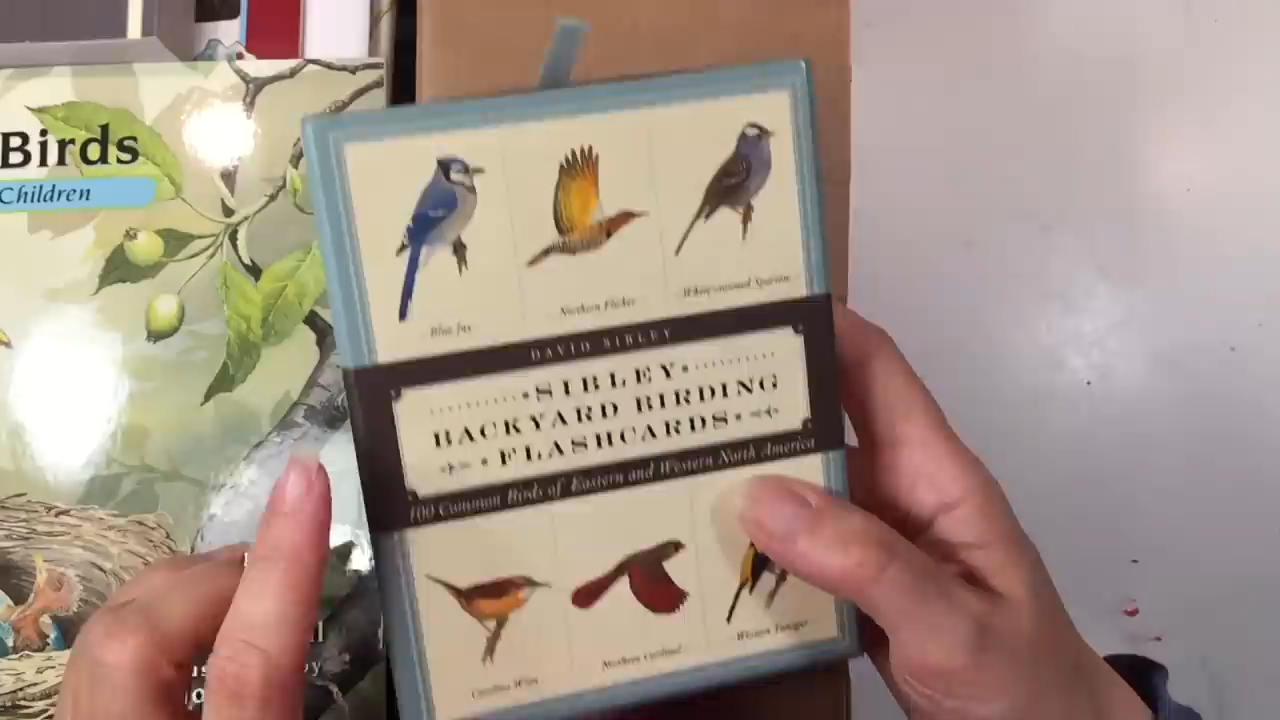 Birds
Children
Blue Jay
Northern Flicker
White-crowned Sparrow
DAVID SIBLEY
SIBLEY
BACKYARD BIRDING
FLASHCARDS
100 Common Birds of Eastern and Western North America
Carolina Wren
Northern Cardinal
Western Tanager
by